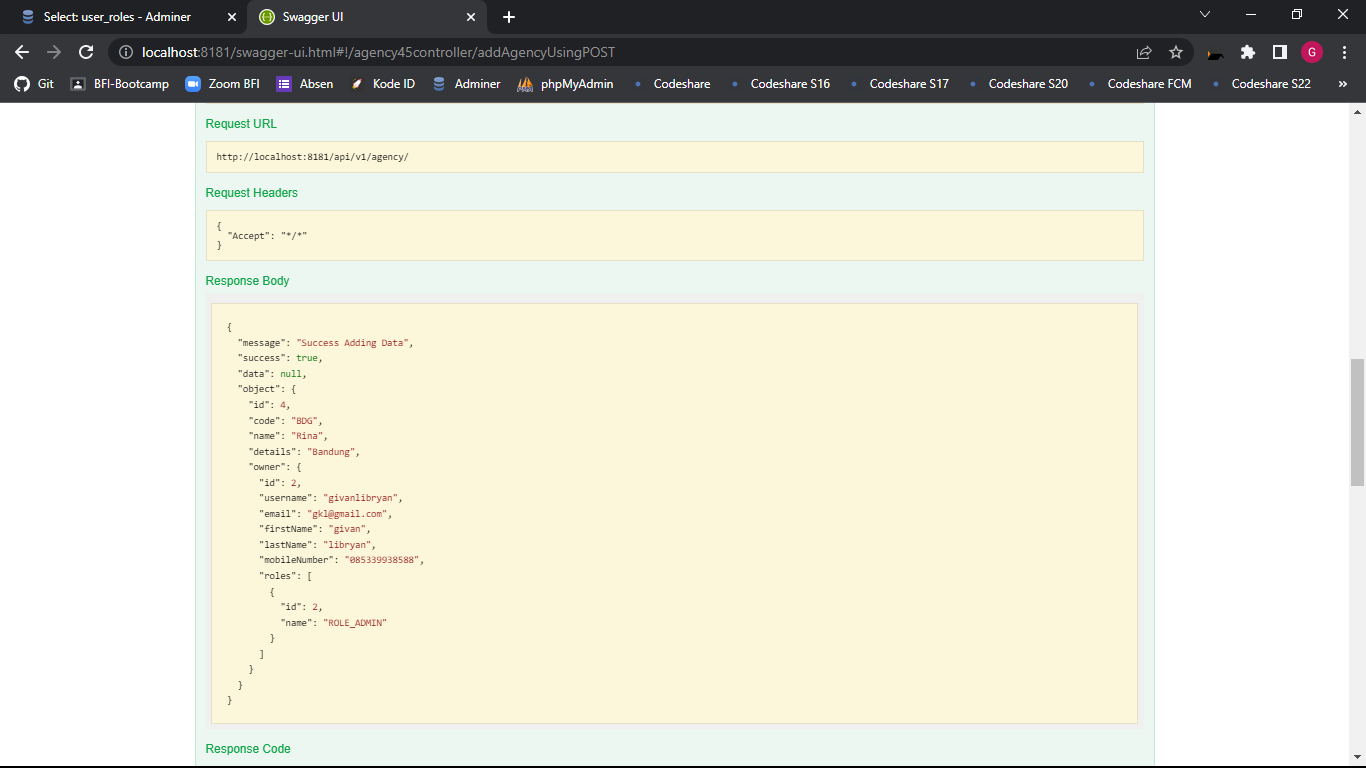 Select: user_roles - Adminer
Swagger UI
localhost:8181/swagger-ui.html#!/agency45controller/addAgencyUsingPOST
G
Git
BFI-Bootcamp
Zoom BFI
Absen
Kode ID
Adminer
phpMyAdmin
Codeshare
Codeshare S16
Codeshare S17
Codeshare S20
Codeshare FCM
Codeshare S22
»
Request URL
http://localhost:8181/api/v1/agency/
Request Headers
{
  "Accept": "*/*"
}
Response Body
{
  "message": "Success Adding Data",
  "success": true,
  "data": null,
  "object": {
    "id": 4,
    "code": "BDG",
    "name": "Rina",
    "details": "Bandung",
    "owner": {
      "id": 2,
      "username": "givanlibryan",
      "email": "gkl@gmail.com",
      "firstName": "givan",
      "lastName": "libryan",
      "mobileNumber": "085339938588",
      "roles": [
        {
          "id": 2,
          "name": "ROLE_ADMIN"
        }
      ]
    }
  }
}
Response Code